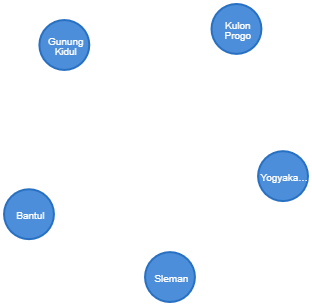 Kulon
Progo
Gunung
Kidul
Yogyaka...
Bantul
Sleman